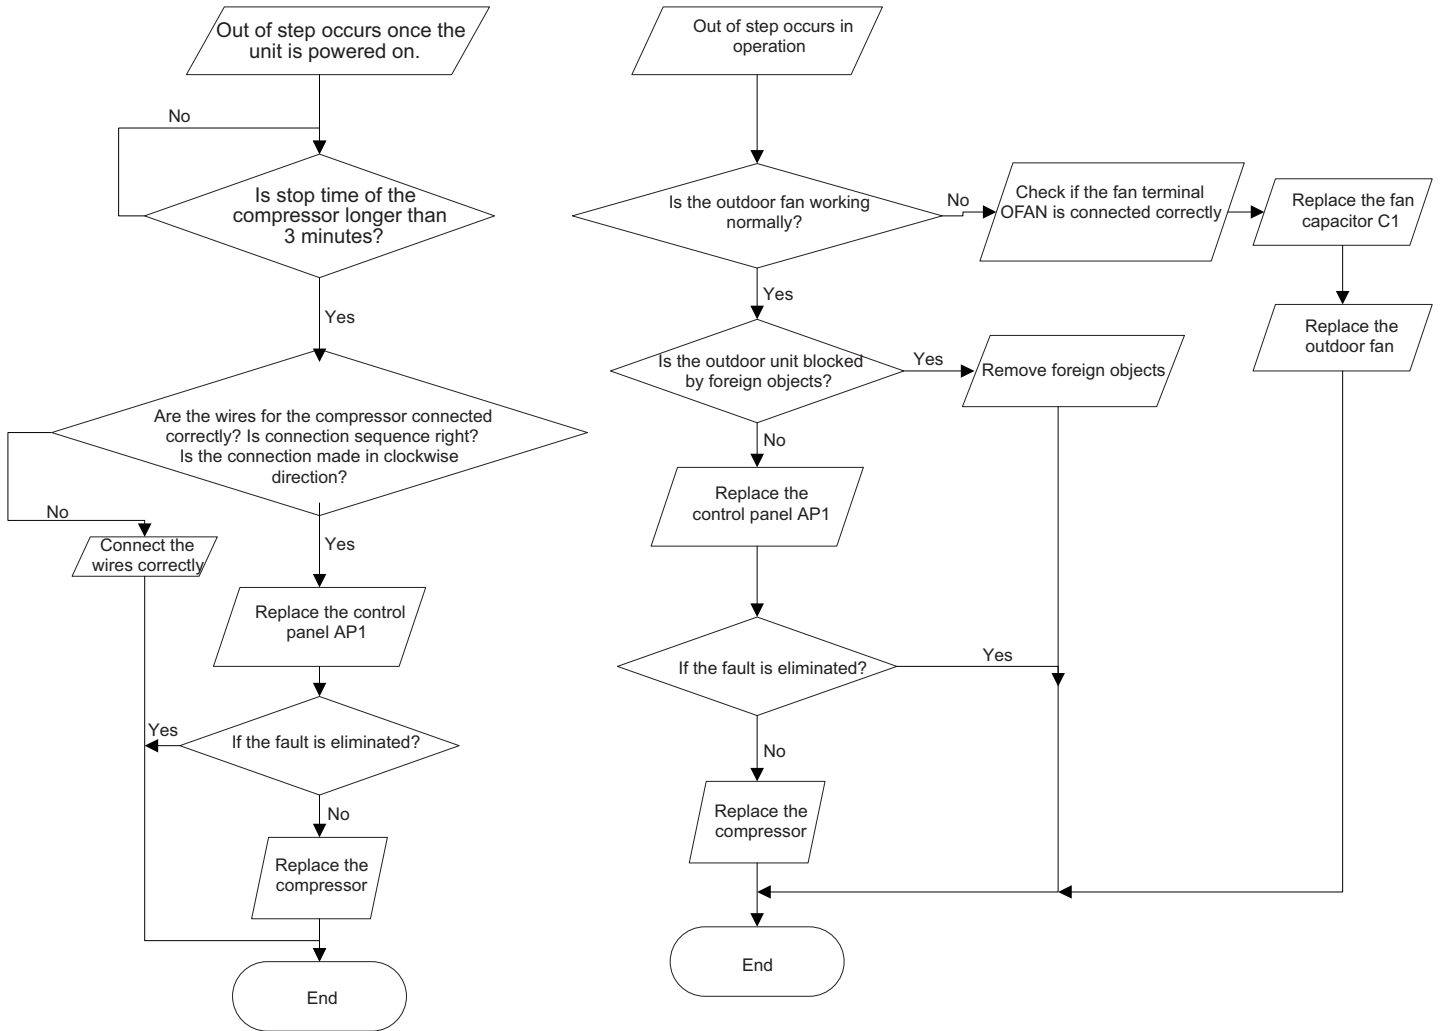 Out of step occurs once the
unit is powered on.
No
Is stop time of the
compressor longer than
3 minutes?
Yes
Are the wires for the compressor connected
correctly? Is connection sequence right?
Is the connection made in clockwise
direction?
No
Connect the
wires correctly
Yes
Replace the control
panel AP1
Yes
If the fault is eliminated?
No
Replace the
compressor
End
Out of step occurs in
operation
Is the outdoor fan working
normally?
No
Check if the fan terminal
OFAN is connected correctly
Replace the fan
capacitor C1
Replace the
outdoor fan
Yes
Is the outdoor unit blocked
by foreign objects?
Yes
Remove foreign objects
No
Replace the
control panel AP1
If the fault is eliminated?
Yes
No
Replace the
compressor
End